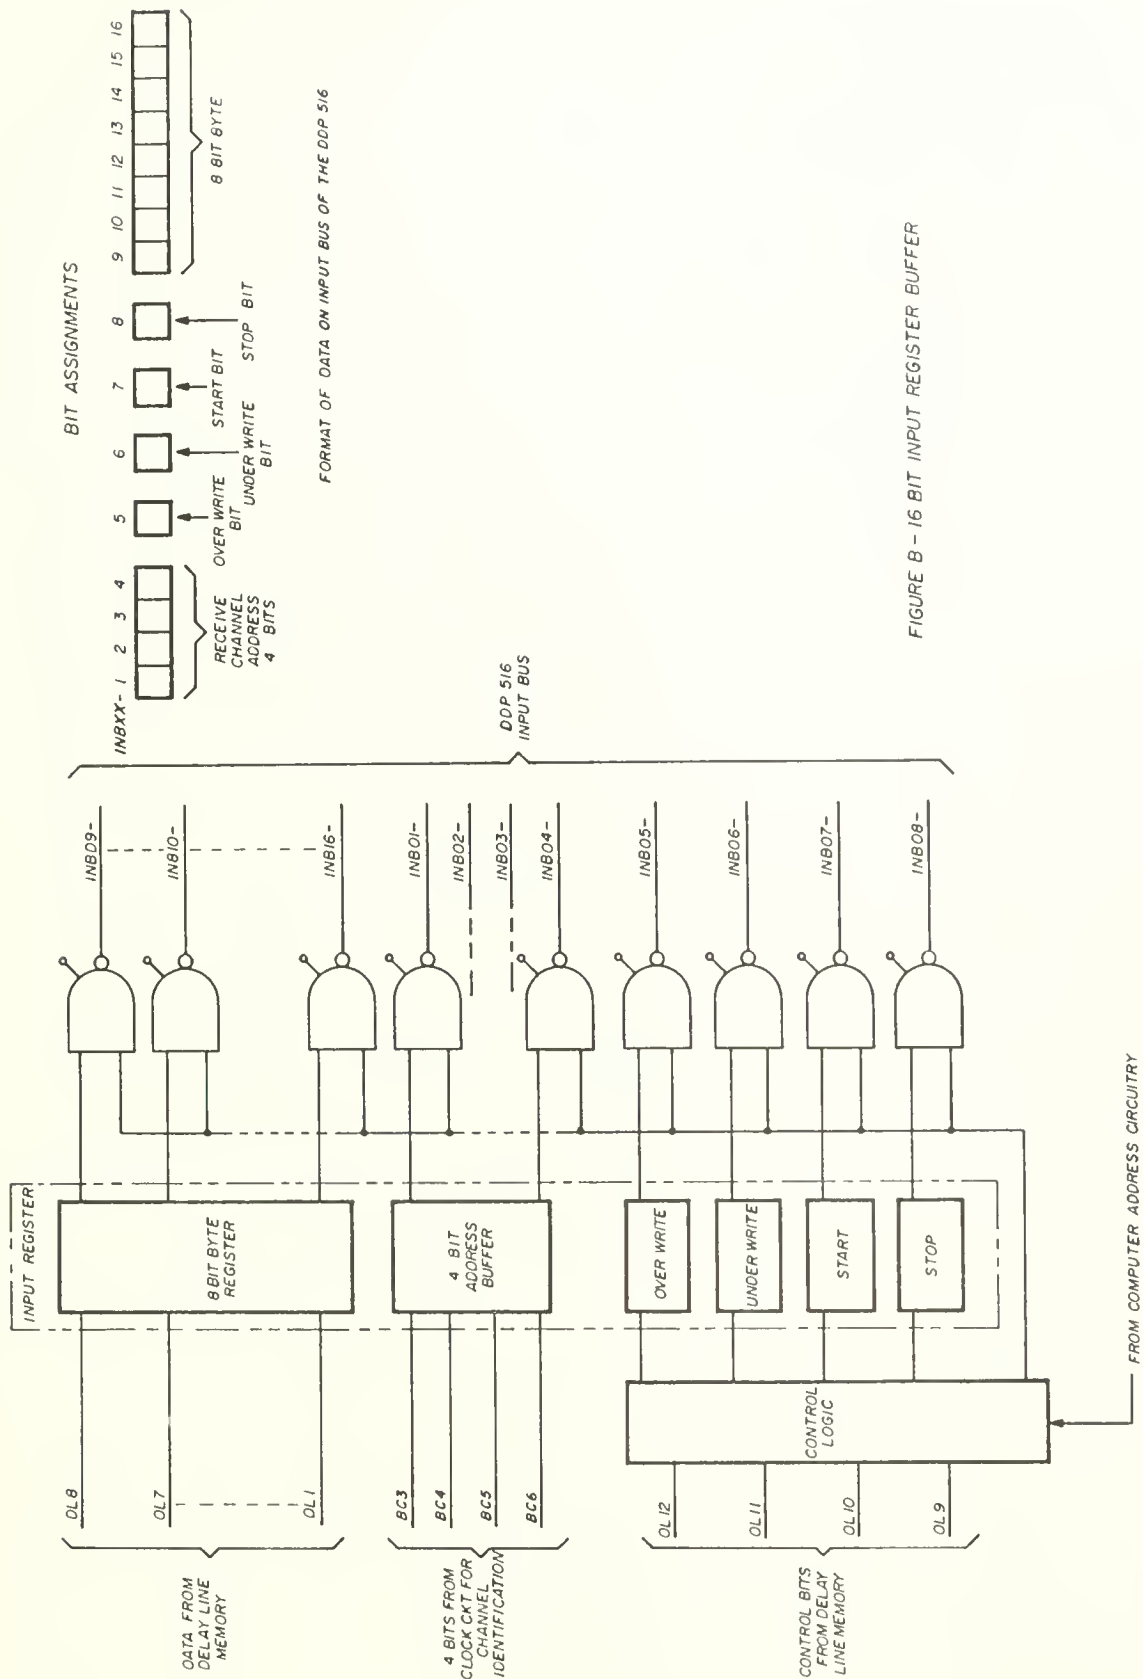 DATA FROM
DELAY LINE
MEMORY
OL8
OL7
OL1
4 BITS FROM
CLOCK CKT FOR
CHANNEL
IDENTIFICATION
BC3
BC4
BC5
BC6
CONTROL BITS
FROM DELAY
LINE MEMORY
OL12
OL11
OL10
OL9
INPUT REGISTER
8 BIT BYTE
REGISTER
4 BIT
ADDRESS
BUFFER
OVER WRITE
UNDER WRITE
START
STOP
CONTROL
LOGIC
FROM COMPUTER ADDRESS CIRCUITRY
INB09-
INB10-
INB16-
INB01-
INB02-
INB03-
INB04-
INB05-
INB06-
INB07-
INB08-
DDP 516
INPUT BUS
BIT ASSIGNMENTS
INBXX- 1 2 3 4 5 6 7 8 9 10 11 12 13 14 15 16
RECEIVE
CHANNEL
ADDRESS
4 BITS
OVER WRITE
BIT
UNDER WRITE
BIT
START BIT
STOP BIT
8 BIT BYTE
FORMAT OF DATA ON INPUT BUS OF THE DDP 516
FIGURE B - 16 BIT INPUT REGISTER BUFFER